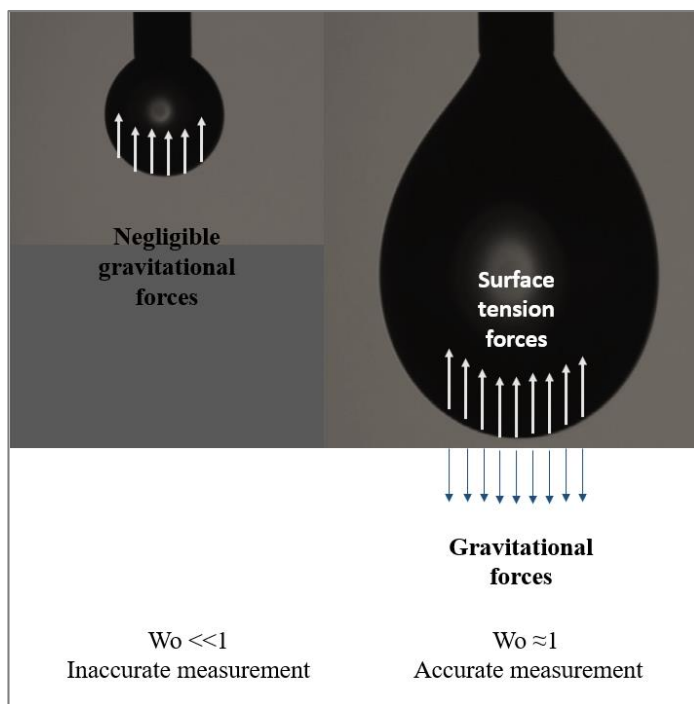 Negligible
gravitational
forces
Surface
tension
forces
Gravitational
forces
Wo <<1
Inaccurate measurement
Wo ≈1
Accurate measurement